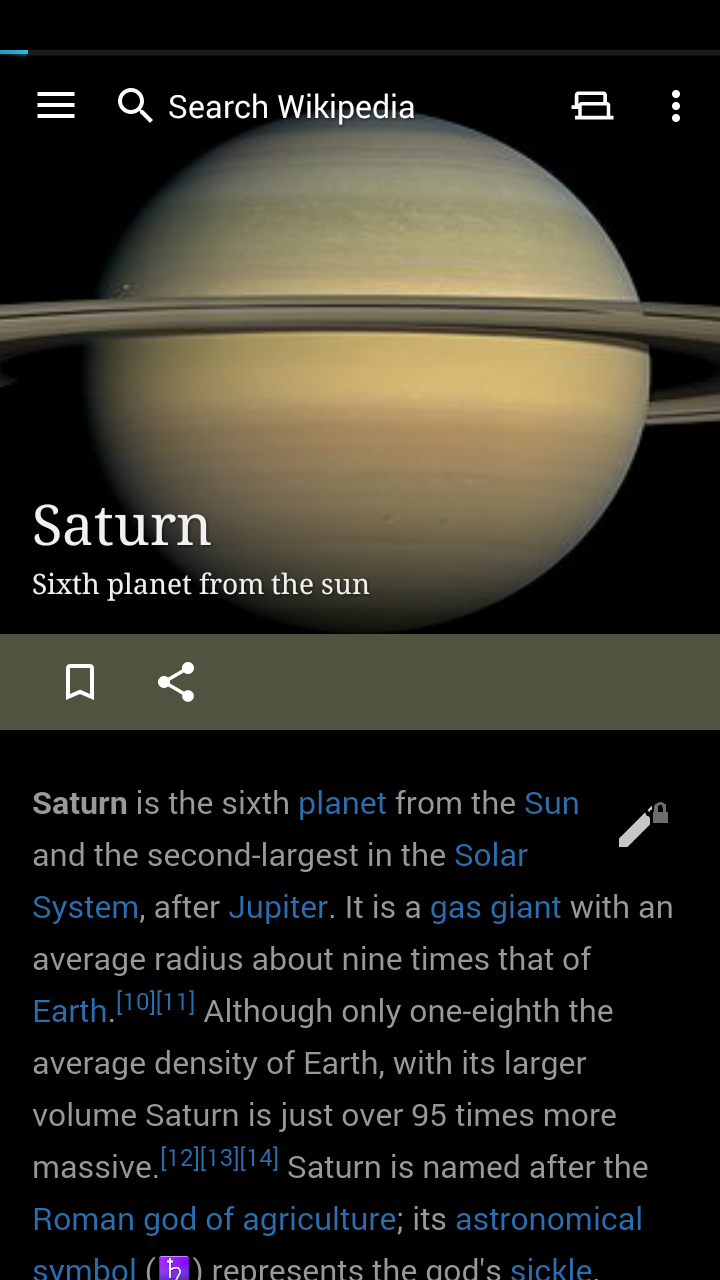 Search Wikipedia
Saturn
Sixth planet from the sun
Saturn is the sixth planet from the Sun
and the second-largest in the Solar
System, after Jupiter. It is a gas giant with an
average radius about nine times that of
Earth.[10][11] Although only one-eighth the
average density of Earth, with its larger
volume Saturn is just over 95 times more
massive.[12][13][14] Saturn is named after the
Roman god of agriculture; its astronomical
symbol (♄) represents the god's sickle.